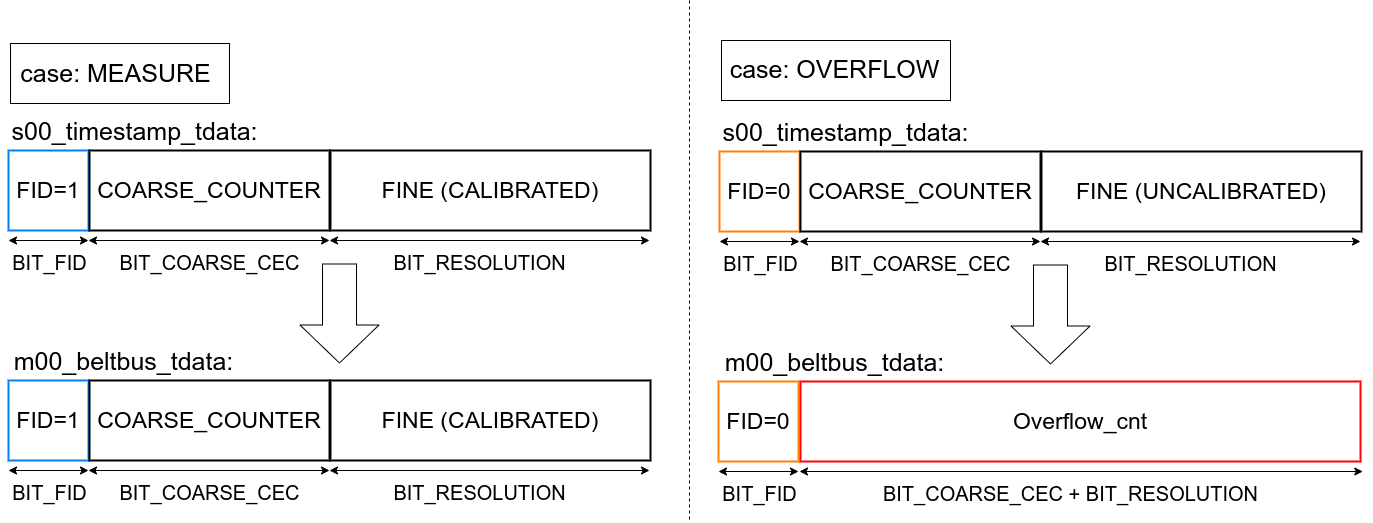 case: MEASURE
s00_timestamp_tdata:
FID=1 COARSE_COUNTER FINE (CALIBRATED)
BIT_FID BIT_COARSE_CEC BIT_RESOLUTION
m00_beltbus_tdata:
FID=1 COARSE_COUNTER FINE (CALIBRATED)
BIT_FID BIT_COARSE_CEC BIT_RESOLUTION
case: OVERFLOW
s00_timestamp_tdata:
FID=0 COARSE_COUNTER FINE (UNCALIBRATED)
BIT_FID BIT_COARSE_CEC BIT_RESOLUTION
m00_beltbus_tdata:
FID=0 Overflow_cnt
BIT_FID BIT_COARSE_CEC + BIT_RESOLUTION